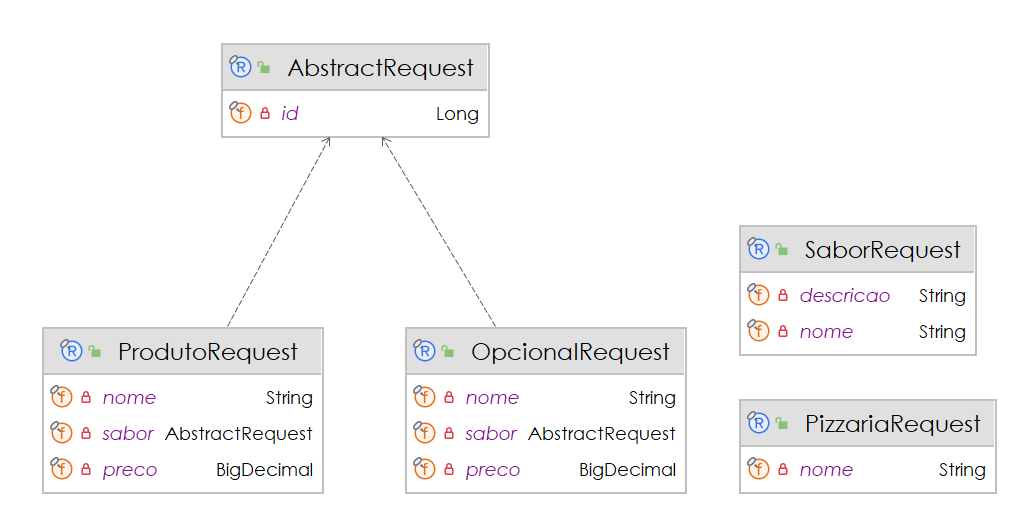 AbstractRequest
id Long
SaborRequest
descricao String
nome String
ProdutoRequest
nome String
sabor AbstractRequest
preco BigDecimal
OpcionalRequest
nome String
sabor AbstractRequest
preco BigDecimal
PizzariaRequest
nome String